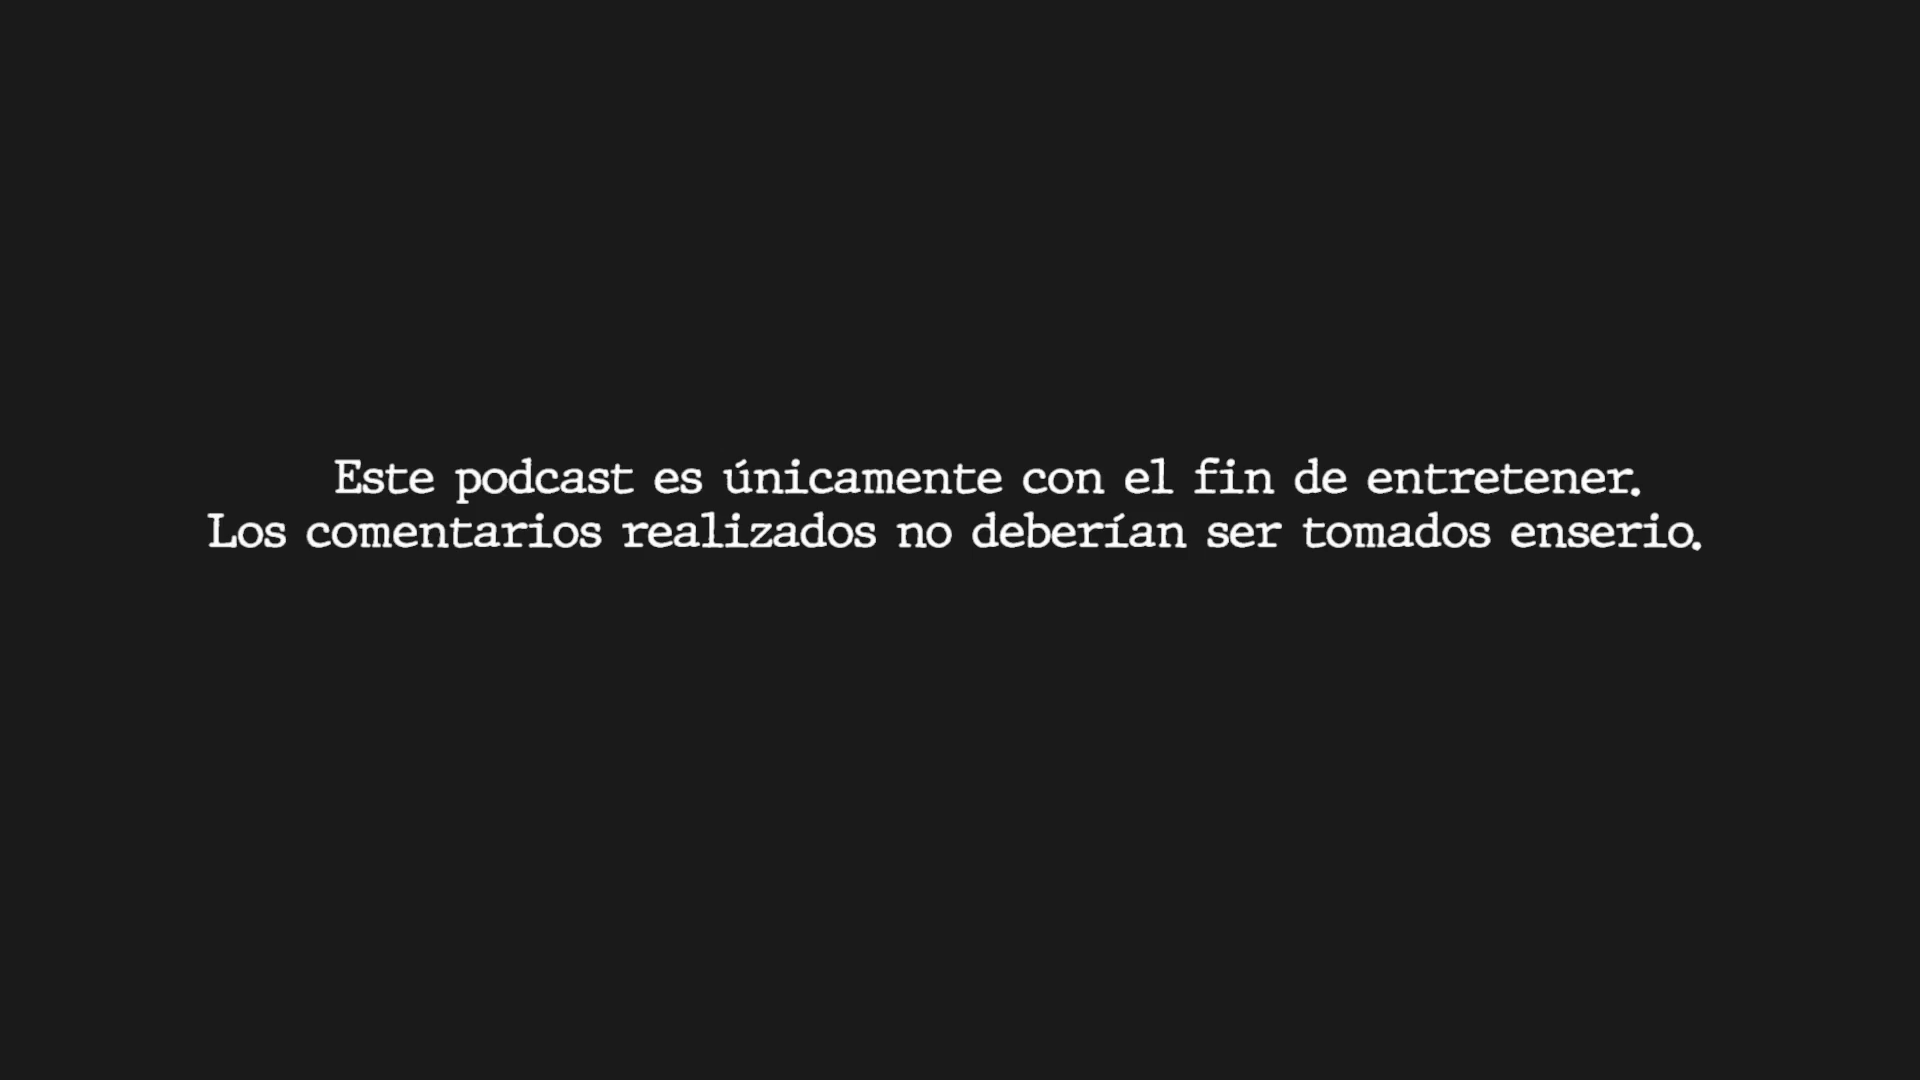 Este podcast es únicamente con el fin de entretener.
Los comentarios realizados no deberían ser tomados enserio.